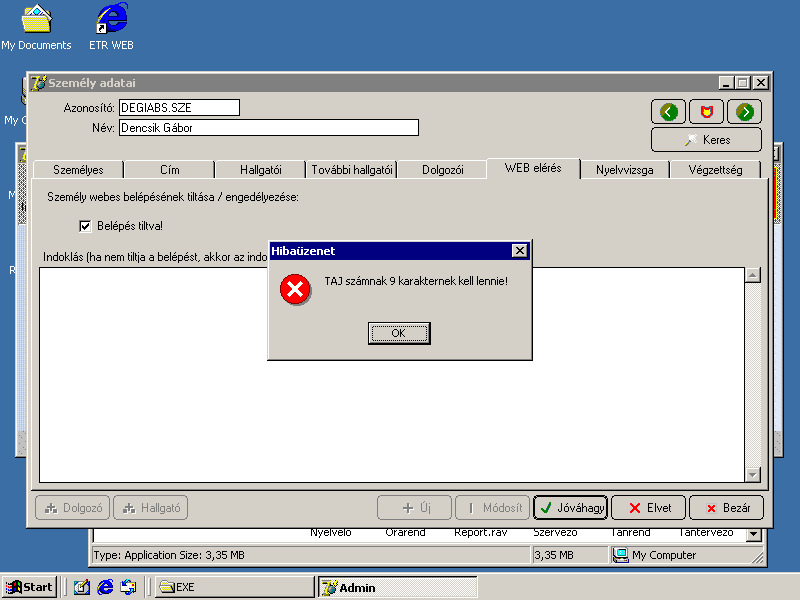 My Documents
ETR WEB
My C
M
R
Személy adatai
Azonosító: DEGIABS.SZE
Név: Dencsik Gábor
Keres
Személyes
Cím
Hallgatói
További hallgatói
Dolgozói
WEB elérés
Nyelvvizsga
Végzettség
Személy webes belépésének tiltása / engedélyezése:
Belépés tiltva!
Indoklás (ha nem tiltja a belépést, akkor az indo
Hibaüzenet
TAJ számnak 9 karakternek kell lennie!
OK
Dolgozó
Hallgató
Új
Módosít
Jóváhagy
Elvet
Bezár
Nyelvelo
Orarend
Report.rav
Szervezo
Tanrend
Tantervezo
Type: Application Size: 3,35 MB
3,35 MB
My Computer
Start
EXE
Admin